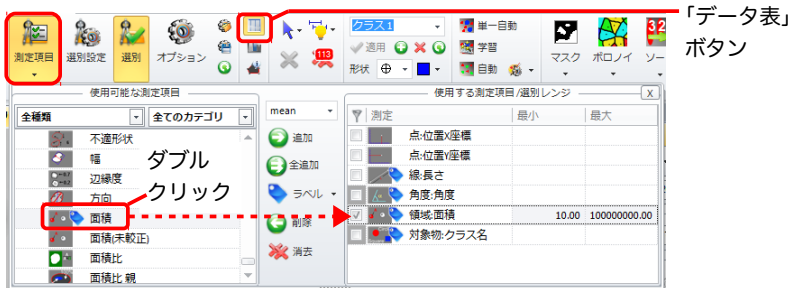 「データ表」
ボタン
クラス1
単一自動
適用
学習
形状
自動
113
32
測定項目
選別設定
選別
オプション
マスク
ボロノイ
ソー
使用可能な測定項目
使用する測定項目/選別レンジ
X
全種類
全てのカテゴリ
mean
測定
最小
最大
不適形状
幅
辺縁度
方向
面積
面積(未較正)
面積比
面積比 親
ダブル
クリック
追加
全追加
ラベル
削除
消去
点:位置X座標
点:位置Y座標
線:長さ
角度:角度
領域:面積 10.00 100000000.00
対象物:クラス名